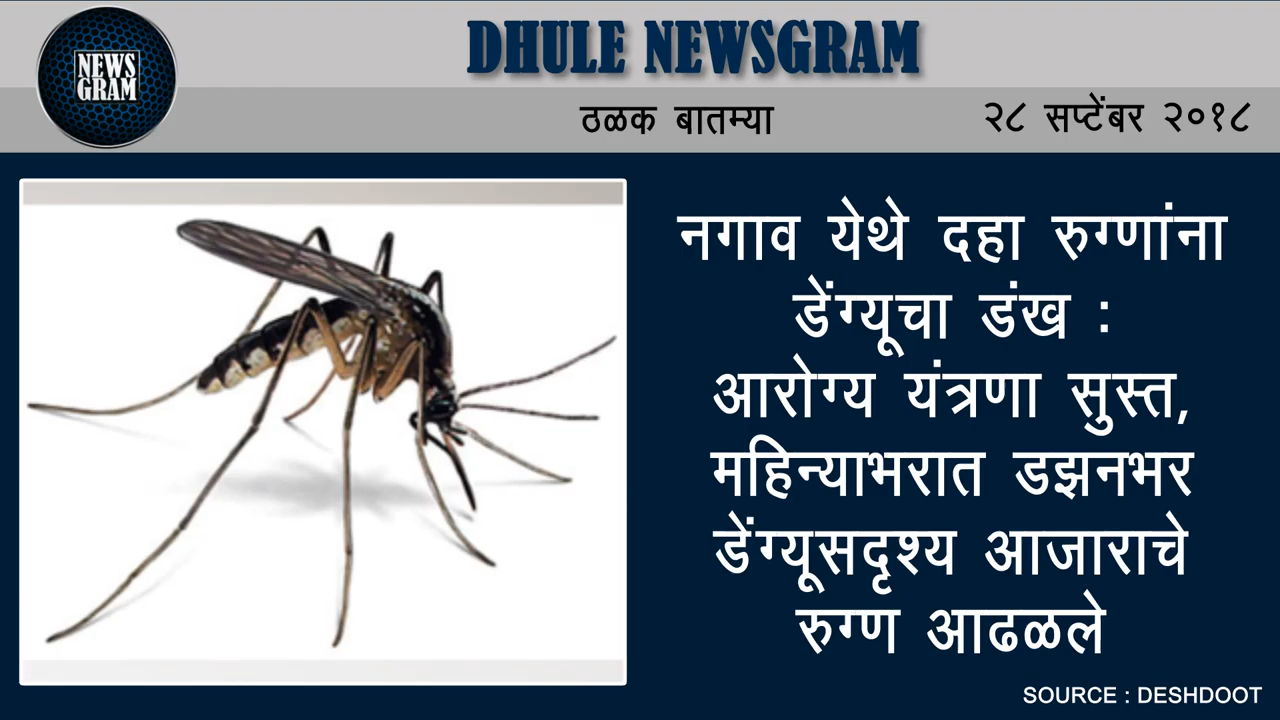 NEWS
GRAM
DHULE NEWSGRAM
ठळक बातम्या
२८ सप्टेंबर २०१८
नगाव येथे दहा रुग्णांना
डेंग्यूचा डंख :
आरोग्य यंत्रणा सुस्त,
महिन्याभरात डझनभर
डेंग्यूसदृश्य आजाराचे
रुग्ण आढळले
SOURCE : DESHDOOT